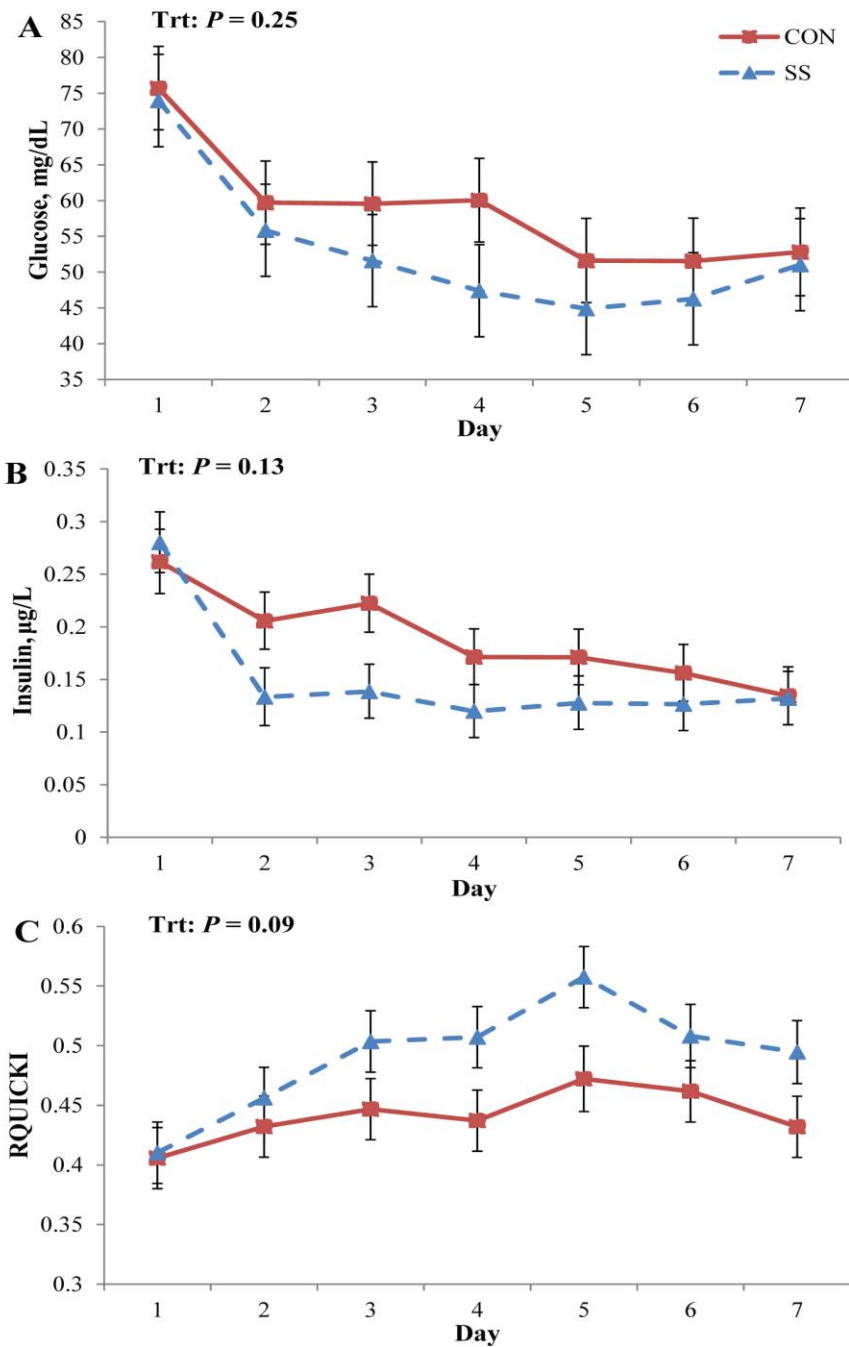 A
Trt: P = 0.25
CON
SS
Glucose, mg/dL
85
80
75
70
65
60
55
50
45
40
35
1 2 3 4 5 6 7
Day
B
Trt: P = 0.13
Insulin, µg/L
0.35
0.3
0.25
0.2
0.15
0.1
0.05
0
1 2 3 4 5 6 7
Day
C
Trt: P = 0.09
RQUICKI
0.6
0.55
0.5
0.45
0.4
0.35
0.3
1 2 3 4 5 6 7
Day